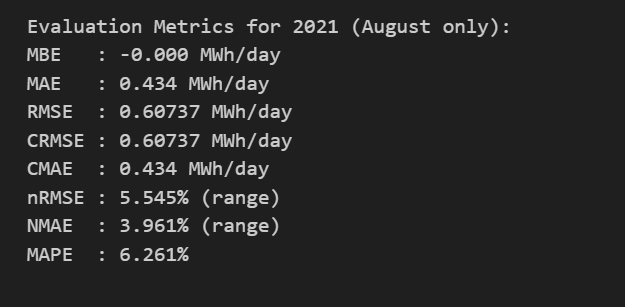 Evaluation Metrics for 2021 (August only):
MBE   : -0.000 MWh/day
MAE   : 0.434 MWh/day
RMSE  : 0.60737 MWh/day
CRMSE : 0.60737 MWh/day
CMAE  : 0.434 MWh/day
nRMSE : 5.545% (range)
NMAE  : 3.961% (range)
MAPE  : 6.261%